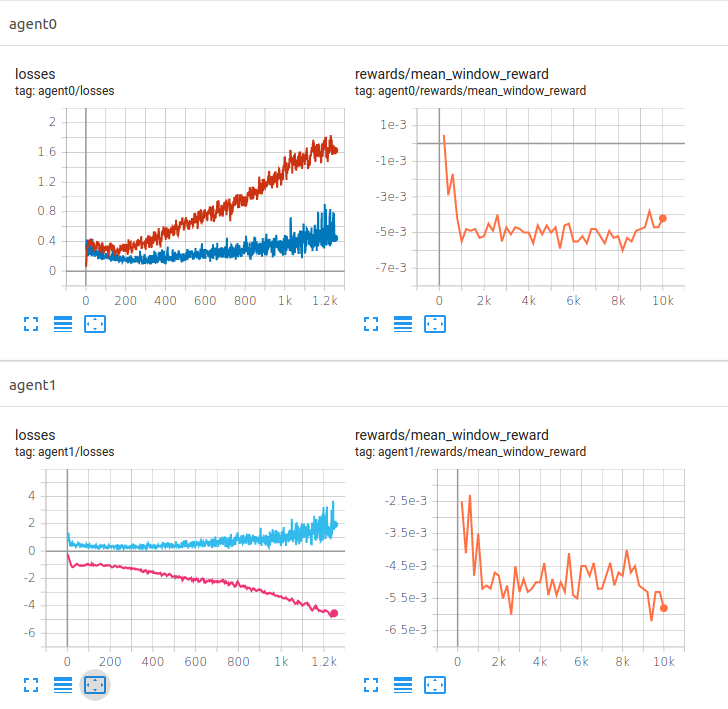 agent0
losses
tag: agent0/losses
2
1.6
1.2
0.8
0.4
0
0 200 400 600 800 1k 1.2k
rewards/mean_window_reward
tag: agent0/rewards/mean_window_reward
1e-3
-1e-3
-3e-3
-5e-3
-7e-3
0 2k 4k 6k 8k 10k
agent1
losses
tag: agent1/losses
4
2
0
-2
-4
-6
0 200 400 600 800 1k 1.2k
rewards/mean_window_reward
tag: agent1/rewards/mean_window_reward
-2.5e-3
-3.5e-3
-4.5e-3
-5.5e-3
-6.5e-3
0 2k 4k 6k 8k 10k